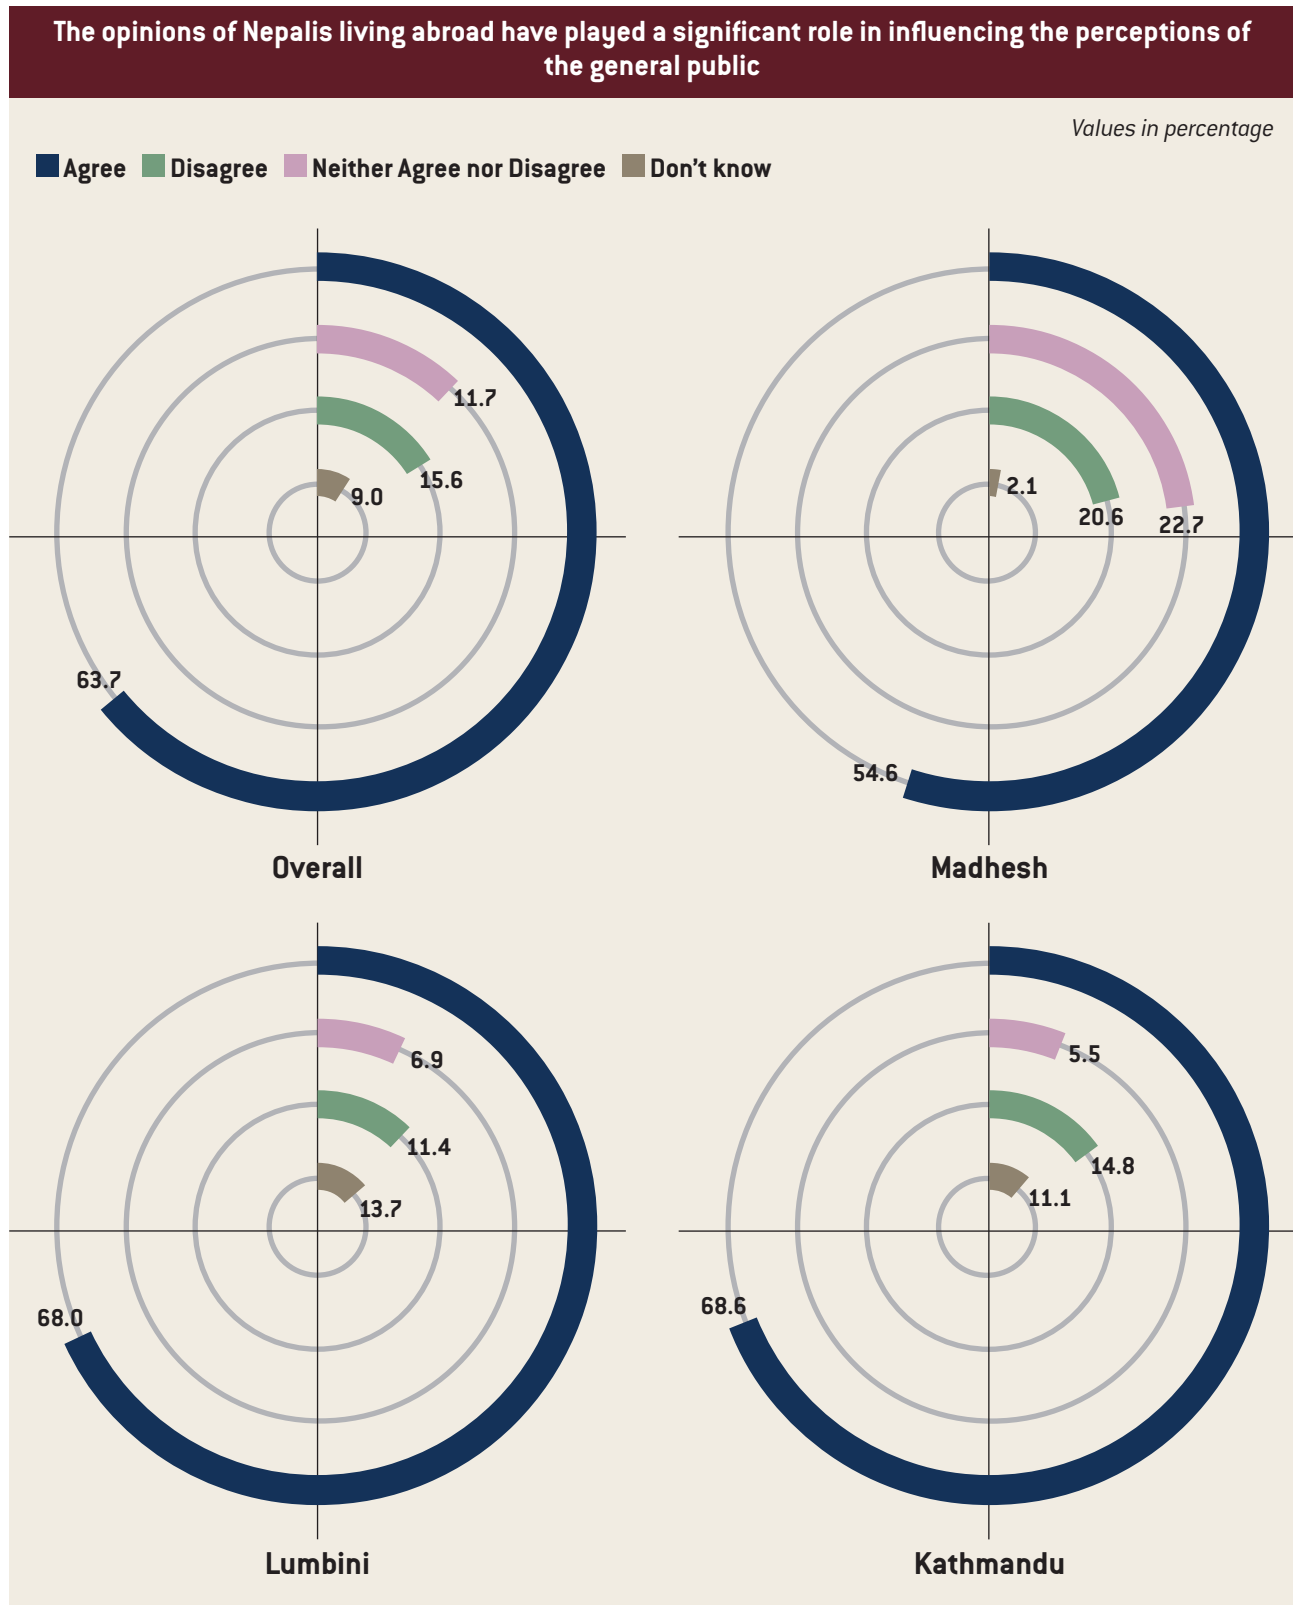 The opinions of Nepalis living abroad have played a significant role in influencing the perceptions of
the general public
Values in percentage
Agree Disagree Neither Agree nor Disagree Don't know
11.7
15.6
9.0
63.7
Overall
2.1
20.6
22.7
54.6
Madhesh
6.9
11.4
13.7
68.0
Lumbini
5.5
14.8
11.1
68.6
Kathmandu